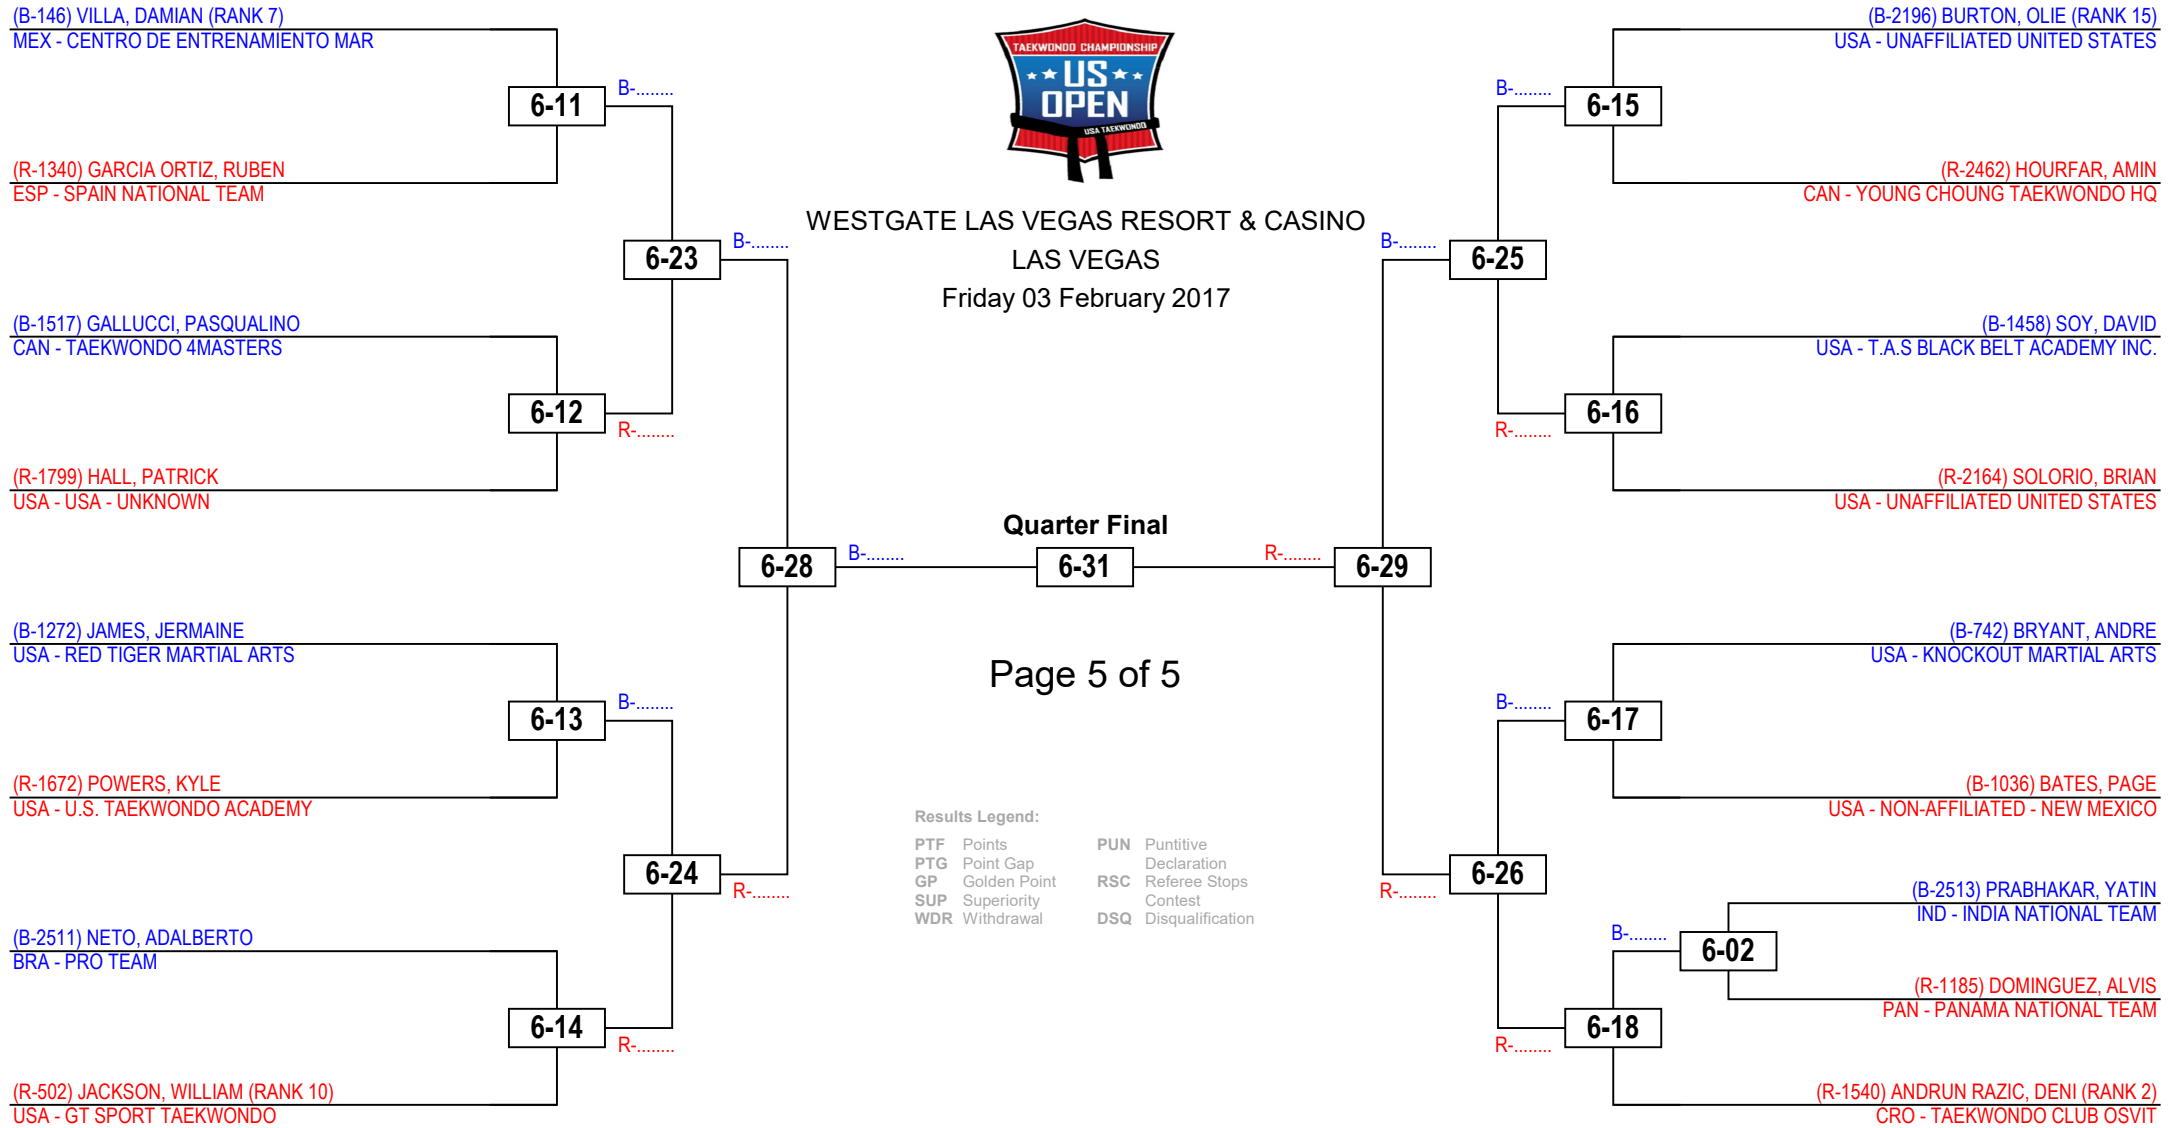 (B-146) VILLA, DAMIAN (RANK 7)
MEX - CENTRO DE ENTRENAMIENTO MAR
6-11
B-........
(R-1340) GARCIA ORTIZ, RUBEN
ESP - SPAIN NATIONAL TEAM
6-23
B-........
(B-1517) GALLUCCI, PASQUALINO
CAN - TAEKWONDO 4MASTERS
6-12
R-........
(R-1799) HALL, PATRICK
USA - USA - UNKNOWN
6-28
B-........
(B-1272) JAMES, JERMAINE
USA - RED TIGER MARTIAL ARTS
6-13
B-........
(R-1672) POWERS, KYLE
USA - U.S. TAEKWONDO ACADEMY
6-24
R-........
(B-2511) NETO, ADALBERTO
BRA - PRO TEAM
6-14
R-........
(R-502) JACKSON, WILLIAM (RANK 10)
USA - GT SPORT TAEKWONDO
TAEKWONDO CHAMPIONSHIP
US
OPEN
USA TAEKWONDO
WESTGATE LAS VEGAS RESORT & CASINO
LAS VEGAS
Friday 03 February 2017
Quarter Final
6-31
Page 5 of 5
Results Legend:
PTF Points
PTG Point Gap
GP Golden Point
SUP Superiority
WDR Withdrawal
PUN Puntitive
Declaration
RSC Referee Stops
Contest
DSQ Disqualification
(B-2196) BURTON, OLIE (RANK 15)
USA - UNAFFILIATED UNITED STATES
B-........
6-15
(R-2462) HOURFAR, AMIN
CAN - YOUNG CHOUNG TAEKWONDO HQ
B-........
6-25
(B-1458) SOY, DAVID
USA - T.A.S BLACK BELT ACADEMY INC.
R-........
6-16
(R-2164) SOLORIO, BRIAN
USA - UNAFFILIATED UNITED STATES
R-........
6-29
(B-742) BRYANT, ANDRE
USA - KNOCKOUT MARTIAL ARTS
B-........
6-17
(B-1036) BATES, PAGE
USA - NON-AFFILIATED - NEW MEXICO
R-........
6-26
(B-2513) PRABHAKAR, YATIN
IND - INDIA NATIONAL TEAM
B-........
6-02
(R-1185) DOMINGUEZ, ALVIS
PAN - PANAMA NATIONAL TEAM
R-........
6-18
(R-1540) ANDRUN RAZIC, DENI (RANK 2)
CRO - TAEKWONDO CLUB OSVIT